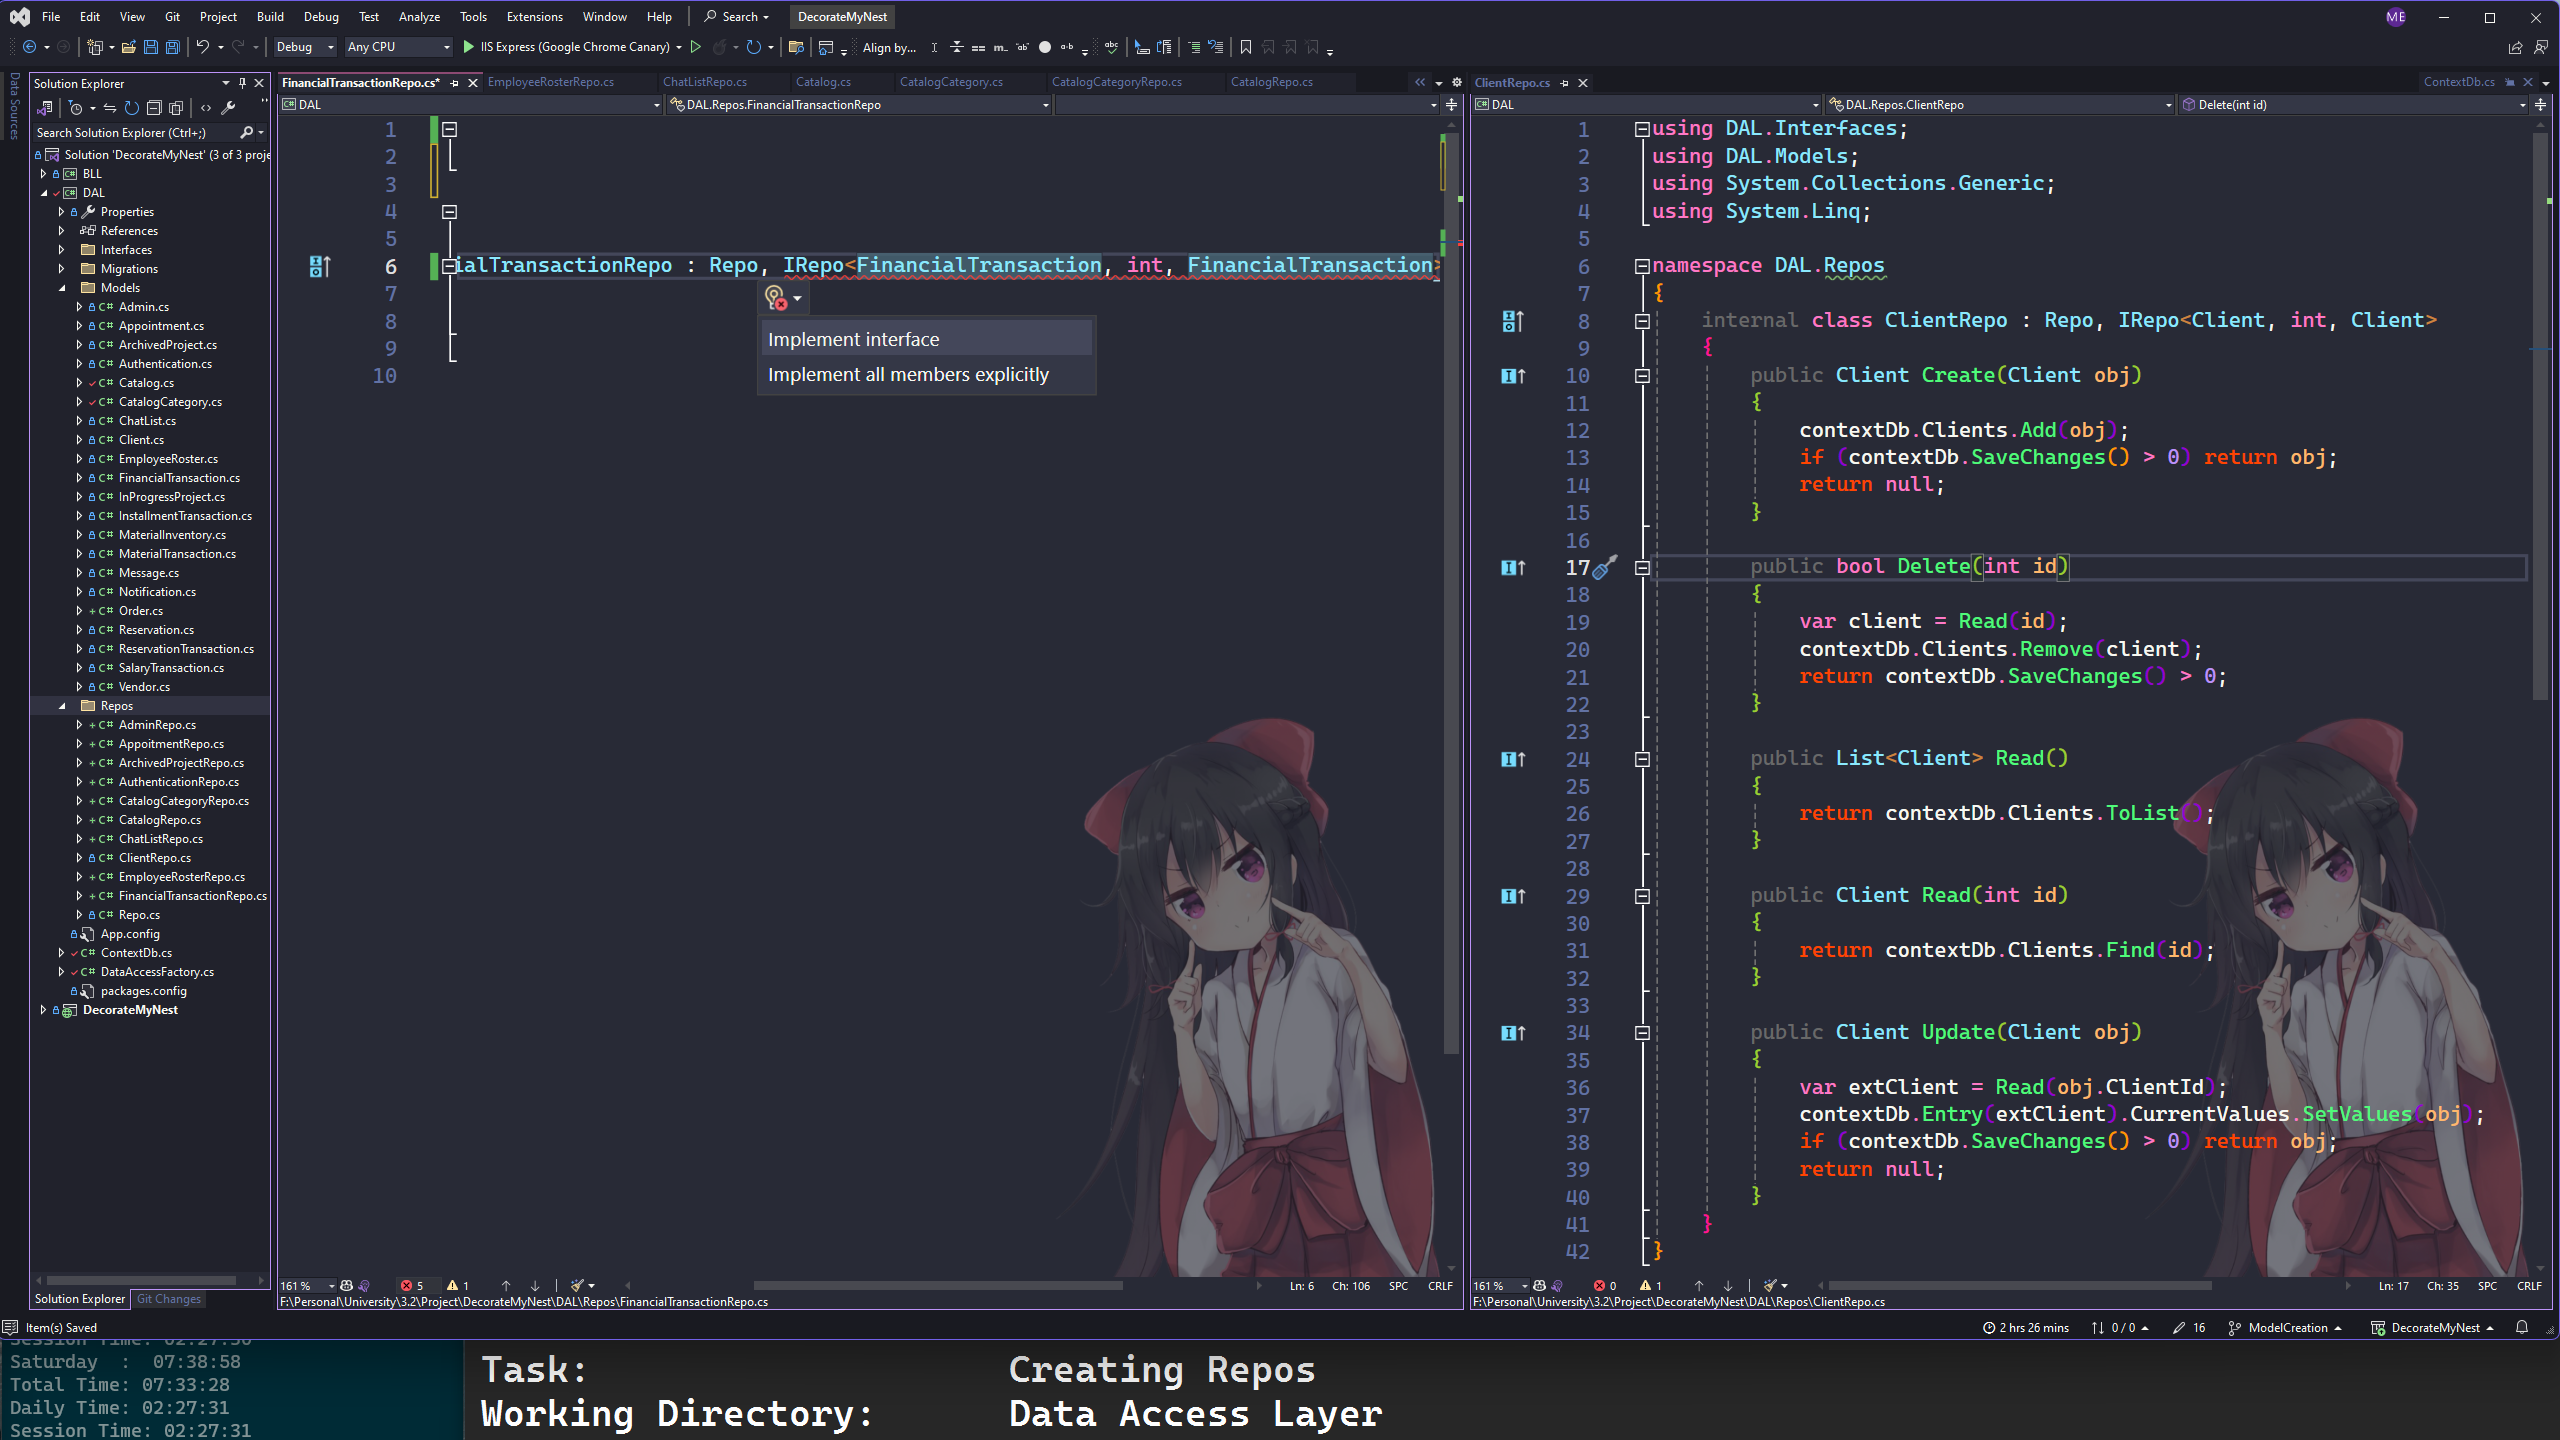 File Edit View Git Project Build Debug Test Analyze Tools Extensions Window Help Search DecorateMyNest ME
Debug Any CPU IIS Express (Google Chrome Canary) Align by...
Data Sources
Solution Explorer
Search Solution Explorer (Ctrl+;)
Solution 'DecorateMyNest' (3 of 3 proje
BLL
DAL
Properties
References
Interfaces
Migrations
Models
Admin.cs
Appointment.cs
ArchivedProject.cs
Authentication.cs
Catalog.cs
CatalogCategory.cs
ChatList.cs
Client.cs
EmployeeRoster.cs
FinancialTransaction.cs
InProgressProject.cs
InstallmentTransaction.cs
MaterialInventory.cs
MaterialTransaction.cs
Message.cs
Notification.cs
Order.cs
Reservation.cs
ReservationTransaction.cs
SalaryTransaction.cs
Vendor.cs
Repos
AdminRepo.cs
AppoitmentRepo.cs
ArchivedProjectRepo.cs
AuthenticationRepo.cs
CatalogCategoryRepo.cs
CatalogRepo.cs
ChatListRepo.cs
ClientRepo.cs
EmployeeRosterRepo.cs
FinancialTransactionRepo.cs
Repo.cs
App.config
ContextDb.cs
DataAccessFactory.cs
packages.config
DecorateMyNest
Solution Explorer Git Changes
FinancialTransactionRepo.cs* EmployeeRosterRepo.cs ChatListRepo.cs Catalog.cs CatalogCategory.cs CatalogCategoryRepo.cs CatalogRepo.cs
DAL DAL.Repos.FinancialTransactionRepo
1
2
3
4
5
6 ialTransactionRepo : Repo, IRepo<FinancialTransaction, int, FinancialTransaction>
7
8
9
10
Implement interface
Implement all members explicitly
161 % 5 1 Ln: 6 Ch: 106 SPC CRLF
F:\Personal\University\3.2\Project\DecorateMyNest\DAL\Repos\FinancialTransactionRepo.cs
ClientRepo.cs ContextDb.cs
DAL DAL.Repos.ClientRepo Delete(int id)
1 using DAL.Interfaces;
2 using DAL.Models;
3 using System.Collections.Generic;
4 using System.Linq;
5
6 namespace DAL.Repos
7 {
8 internal class ClientRepo : Repo, IRepo<Client, int, Client>
9 {
10 public Client Create(Client obj)
11 {
12 contextDb.Clients.Add(obj);
13 if (contextDb.SaveChanges() > 0) return obj;
14 return null;
15 }
16
17 public bool Delete(int id)
18 {
19 var client = Read(id);
20 contextDb.Clients.Remove(client);
21 return contextDb.SaveChanges() > 0;
22 }
23
24 public List<Client> Read()
25 {
26 return contextDb.Clients.ToList();
27 }
28
29 public Client Read(int id)
30 {
31 return contextDb.Clients.Find(id);
32 }
33
34 public Client Update(Client obj)
35 {
36 var extClient = Read(obj.ClientId);
37 contextDb.Entry(extClient).CurrentValues.SetValues(obj);
38 if (contextDb.SaveChanges() > 0) return obj;
39 return null;
40 }
41 }
42 }
161 % 0 1 Ln: 17 Ch: 35 SPC CRLF
F:\Personal\University\3.2\Project\DecorateMyNest\DAL\Repos\ClientRepo.cs
Item(s) Saved 2 hrs 26 mins 0 / 0 16 ModelCreation DecorateMyNest
Session Time: 02:27:30
Saturday : 07:38:58
Total Time: 07:33:28
Daily Time: 02:27:31
Session Time: 02:27:31
Task: Creating Repos
Working Directory: Data Access Layer